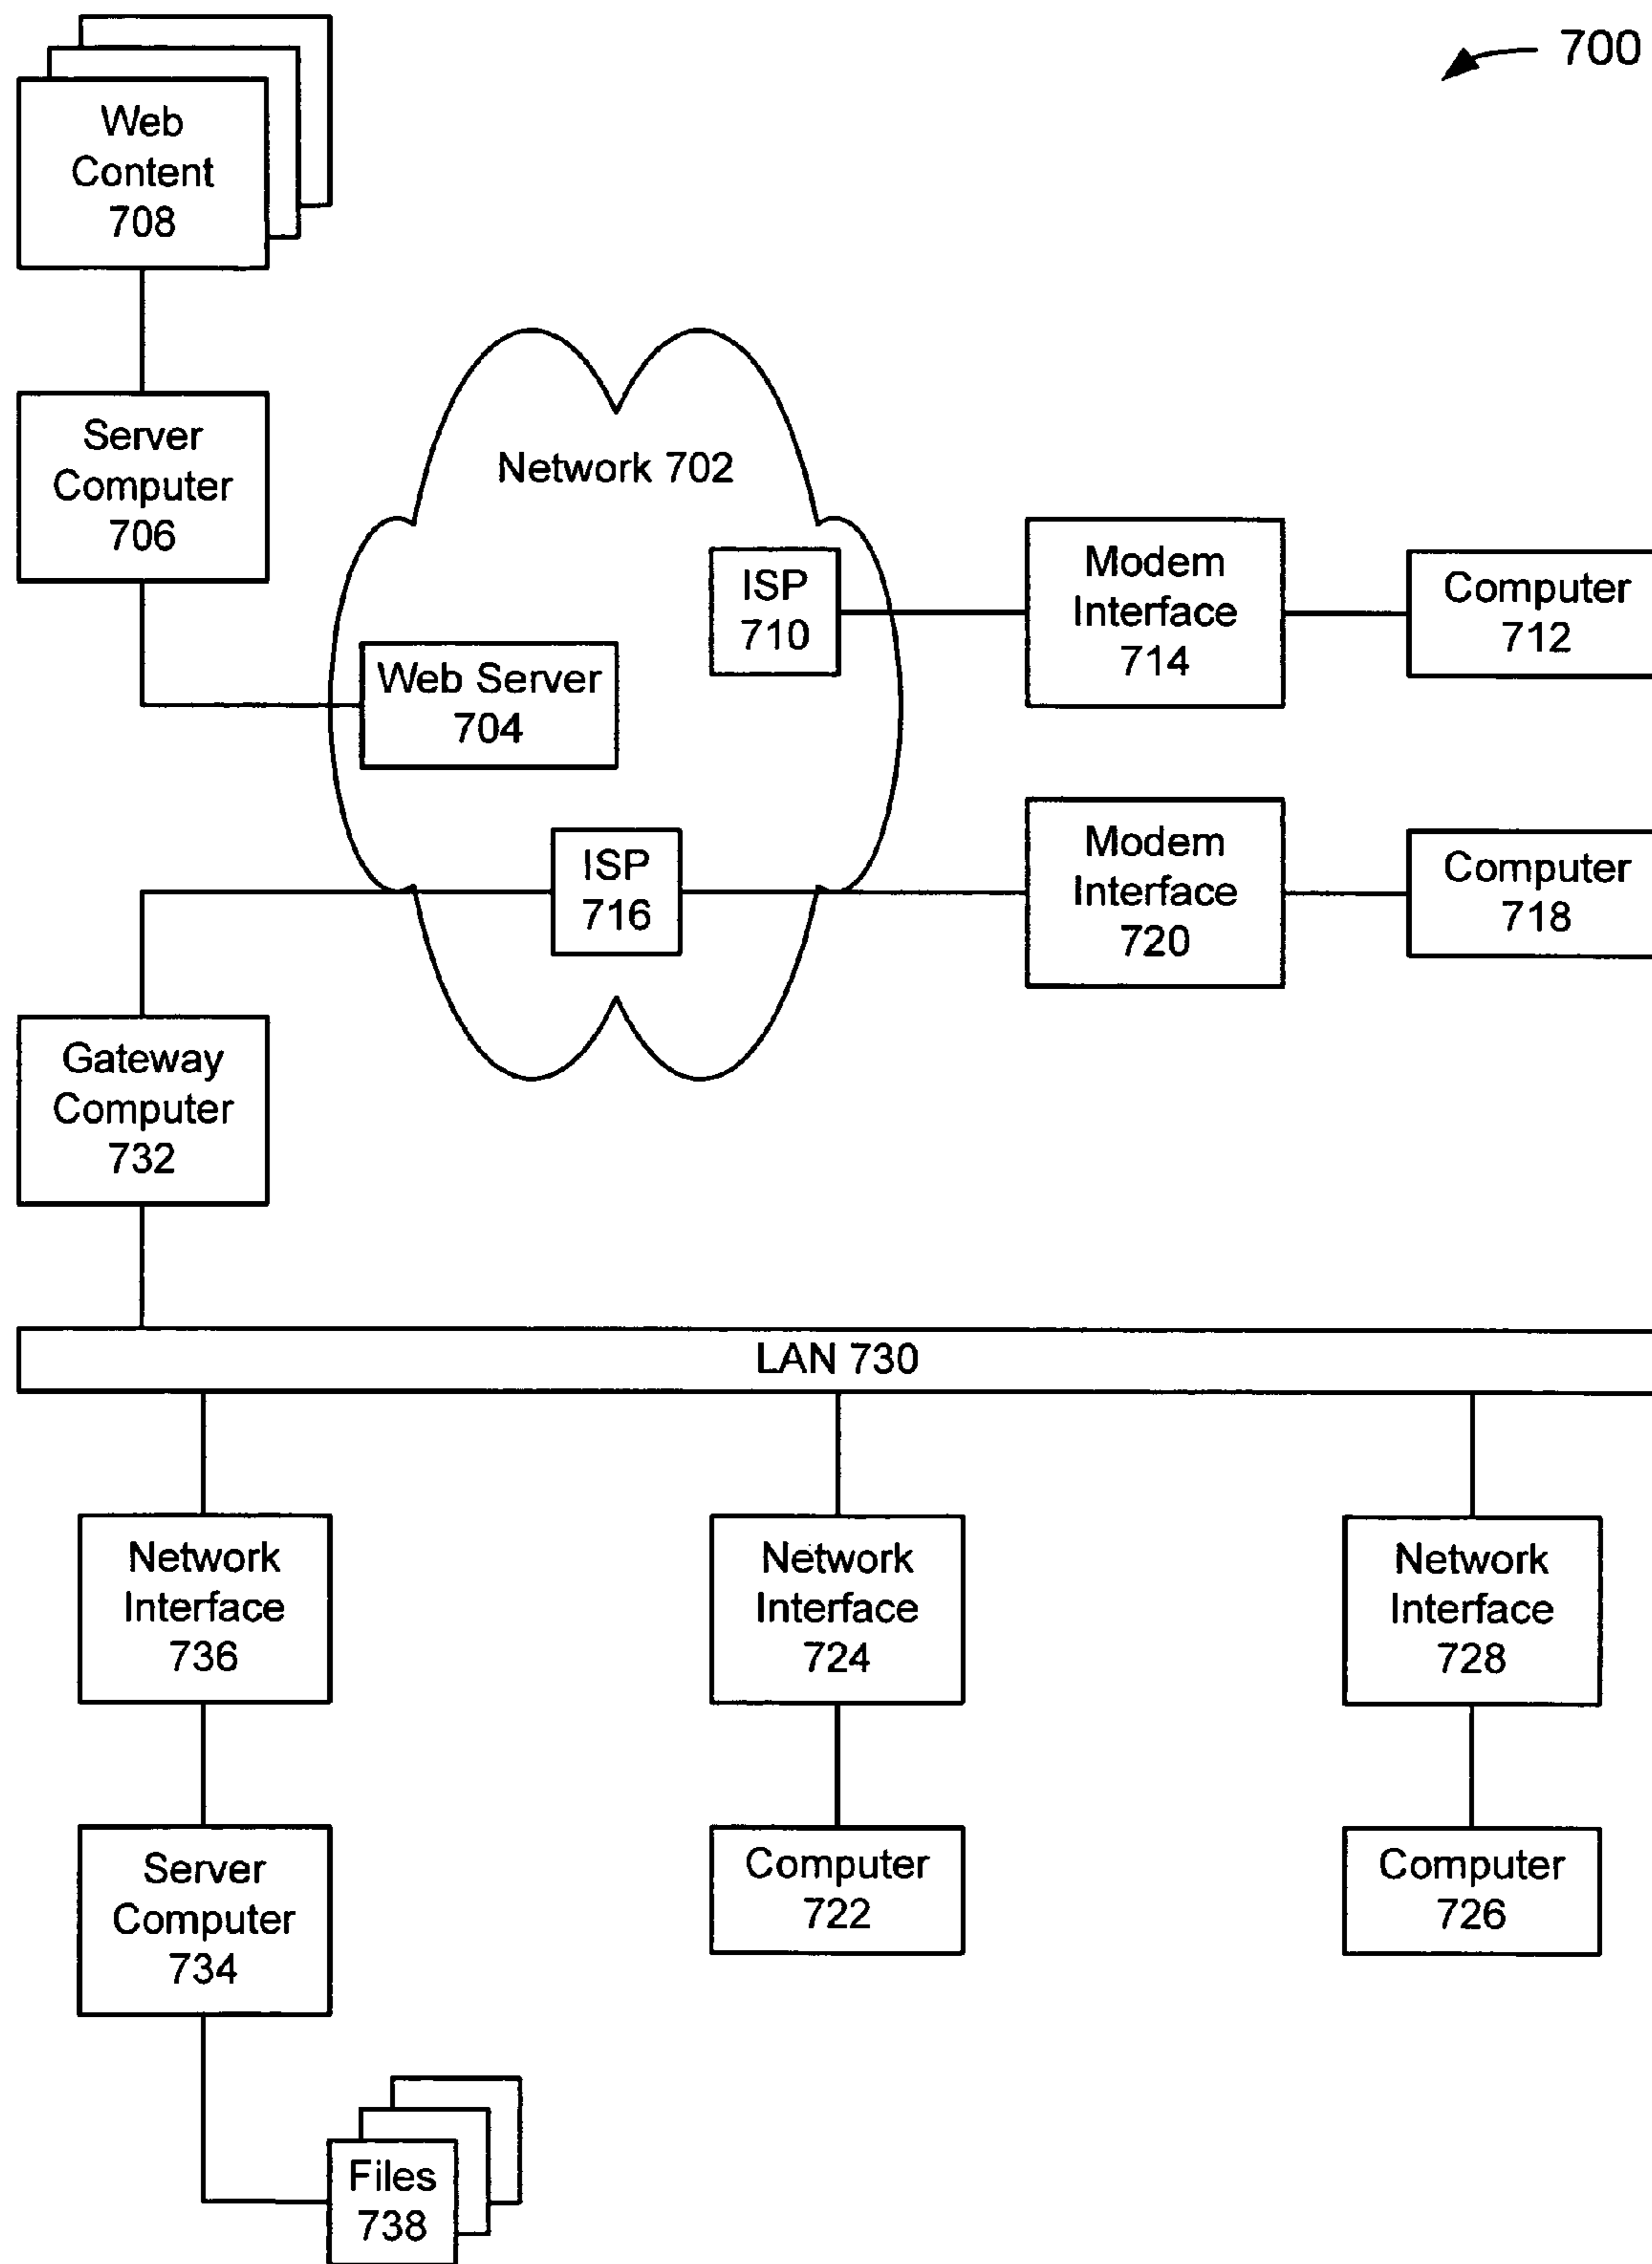 700
Web
Content
708
Server
Computer
706
Network 702
ISP
710
Modem
Interface
714
Computer
712
Web Server
704
ISP
716
Modem
Interface
720
Computer
718
Gateway
Computer
732
LAN 730
Network
Interface
736
Network
Interface
724
Network
Interface
728
Server
Computer
734
Computer
722
Computer
726
Files
738